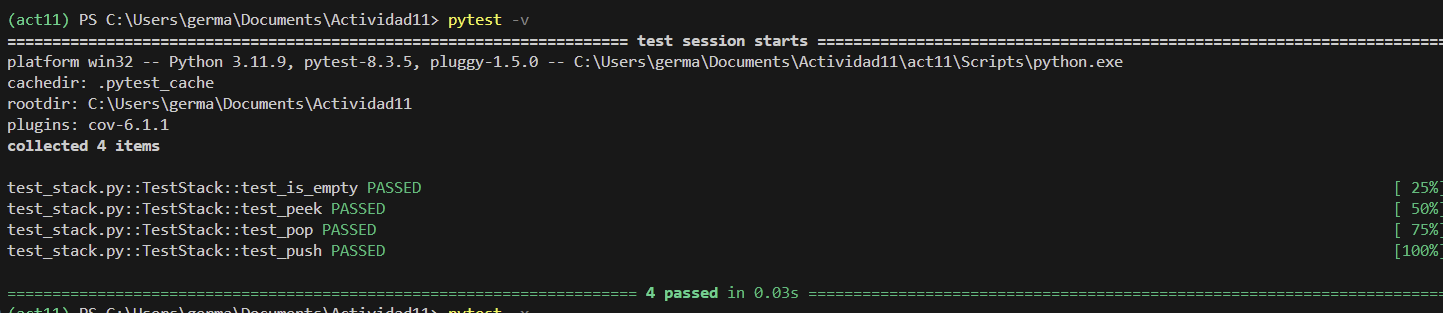 (act11) PS C:\Users\germa\Documents\Actividad11> pytest -v
======================================================================= test session starts =======================================================================
platform win32 -- Python 3.11.9, pytest-8.3.5, pluggy-1.5.0 -- C:\Users\germa\Documents\Actividad11\act11\Scripts\python.exe
cachedir: .pytest_cache
rootdir: C:\Users\germa\Documents\Actividad11
plugins: cov-6.1.1
collected 4 items
test_stack.py::TestStack::test_is_empty PASSED [ 25%]
test_stack.py::TestStack::test_peek PASSED [ 50%]
test_stack.py::TestStack::test_pop PASSED [ 75%]
test_stack.py::TestStack::test_push PASSED [100%]
======================================================================== 4 passed in 0.03s ========================================================================
(act11) PS C:\Users\germa\Documents\Actividad11> pytest -v